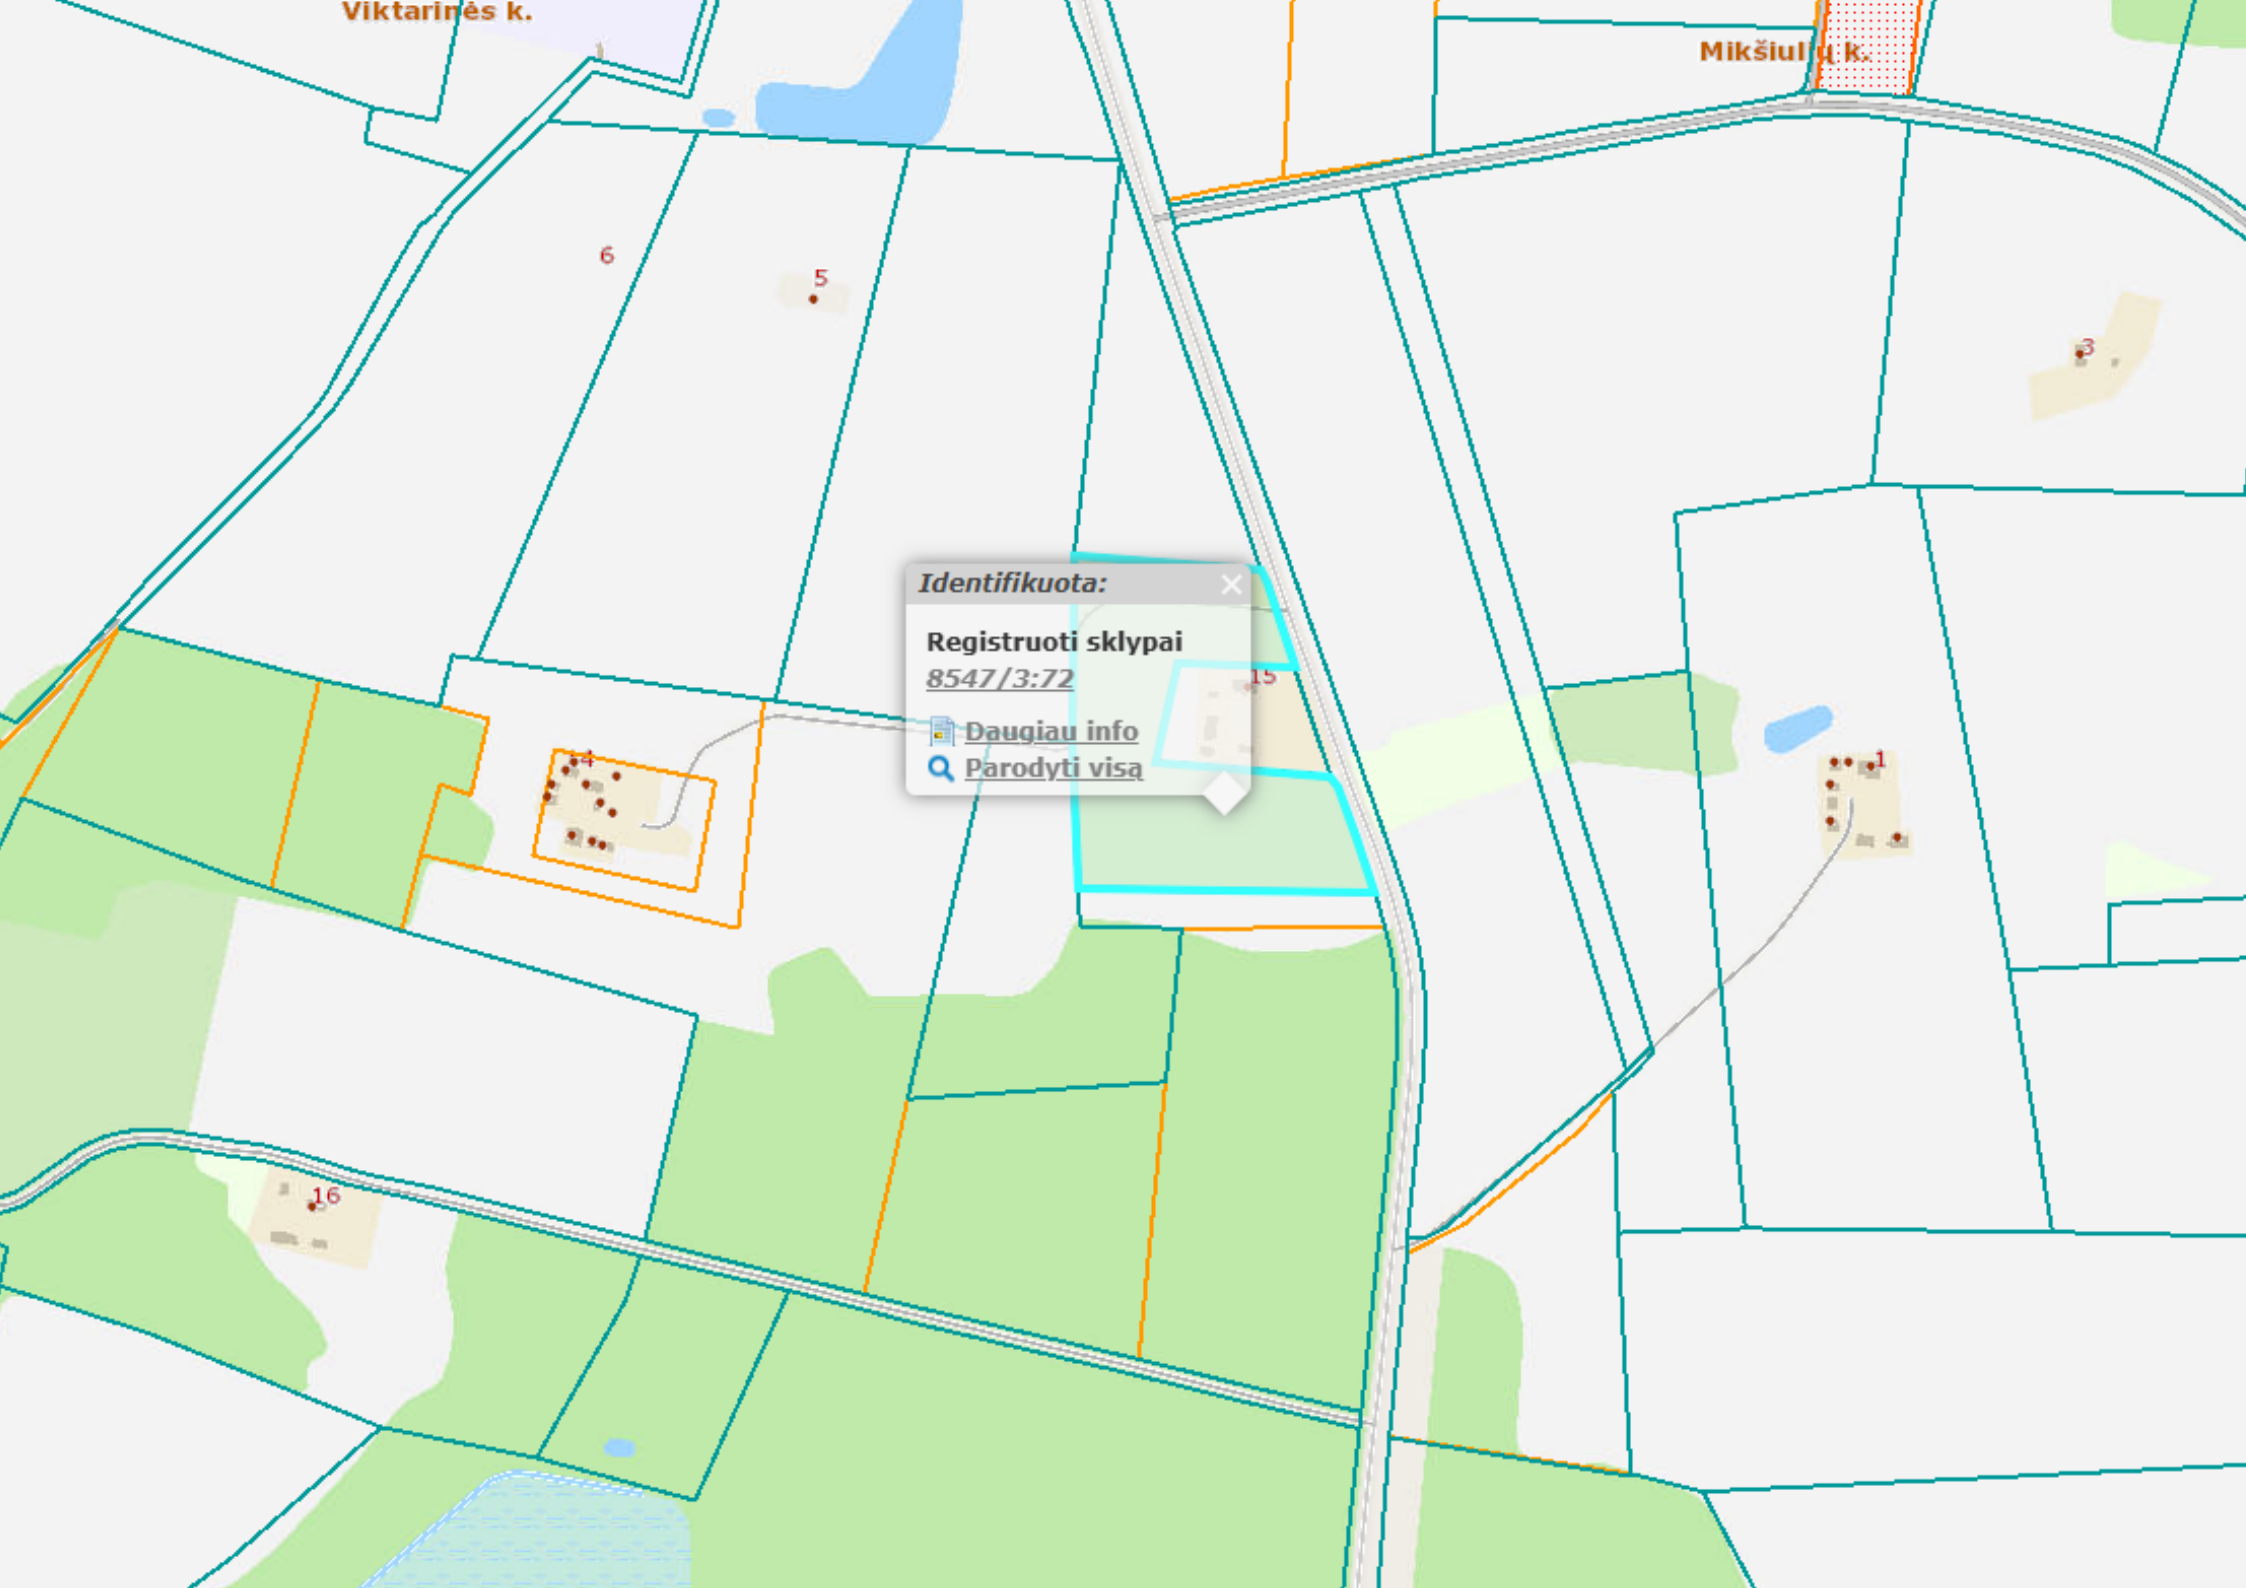 Viktarinės k.
Mikšiulių k.
6
5
3
Identifikuota:
Registruoti sklypai
8547/3:72
15
Daugiau info
Parodyti visą
4
1
16